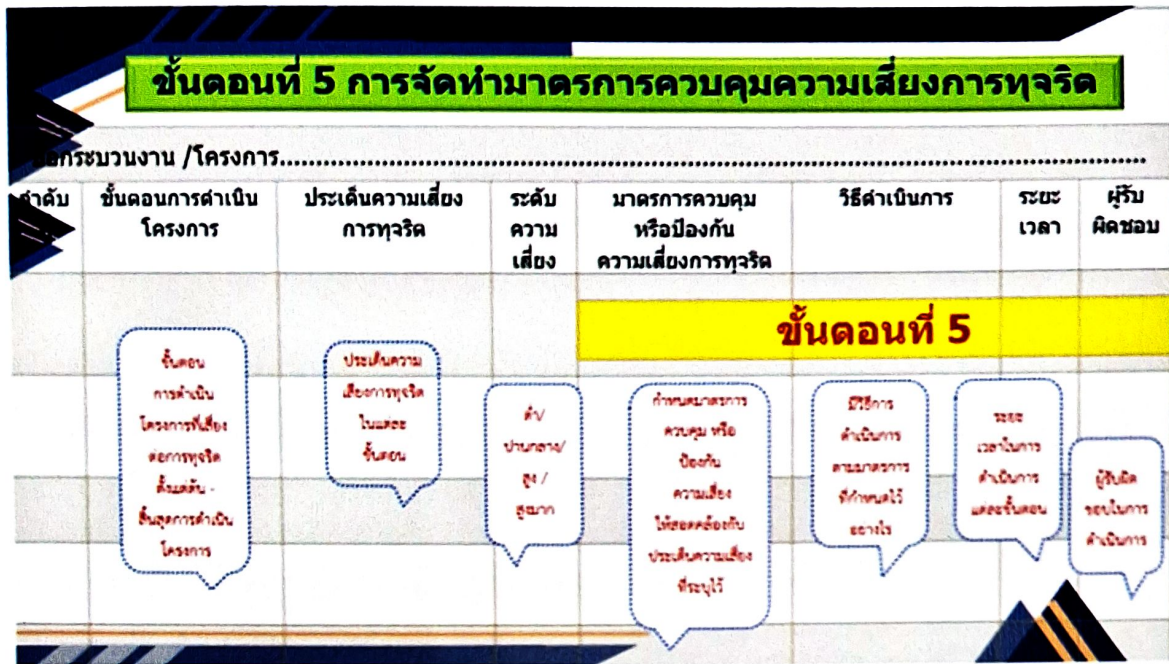 ขั้นตอนที่ 5 การจัดทำมาตรการควบคุมความเสี่ยงการทุจริต
กระบวนงาน /โครงการ
ขั้นตอนการดำเนิน
โครงการ
ประเด็นความเสี่ยง
การทุจริต
ระดับ
ความ
เสี่ยง
มาตรการควบคุม
หรือป้องกัน
ความเสี่ยงการทุจริต
วิธีดำเนินการ
ระยะ
เวลา
ผู้รับ
ผิดชอบ
ขั้นตอนที่ 5
ขั้นตอน
การดำเนิน
โครงการที่เสี่ยง
ต่อการทุจริต
ตั้งแต่ต้น -
สิ้นสุดการดำเนิน
โครงการ
ประเด็นความ
เสี่ยงการทุจริต
ในแต่ละ
ขั้นตอน
ต่ำ/
ปานกลาง/
สูง /
สูงมาก
กำหนดมาตรการ
ควบคุม หรือ
ป้องกัน
ความเสี่ยง
ให้สอดคล้องกับ
ประเด็นความเสี่ยง
ที่ระบุไว้
มีวิธีการ
ดำเนินการ
ตามมาตรการ
ที่กำหนดไว้
อย่างไร
ระยะ
เวลาในการ
ดำเนินการ
แต่ละขั้นตอน
ผู้รับผิด
ชอบในการ
ดำเนินการ